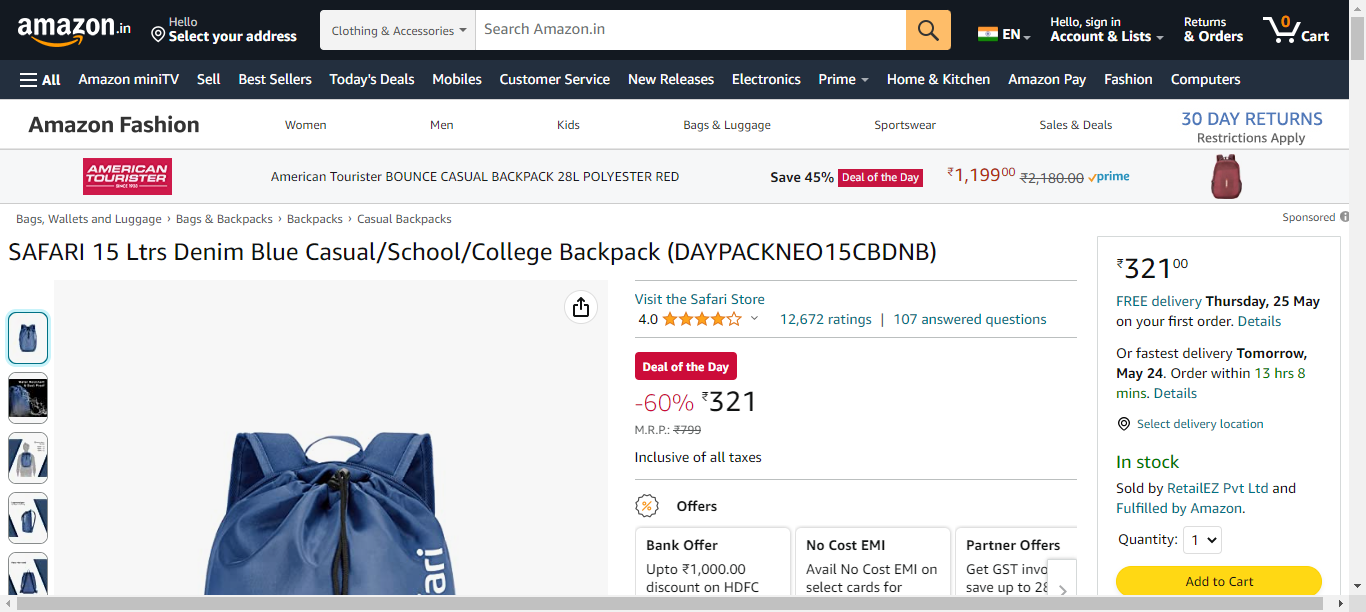 amazon.in
Hello
Select your address
Clothing & Accessories
Search Amazon.in
EN
Hello, sign in
Account & Lists
Returns
& Orders
0
Cart
All
Amazon miniTV
Sell
Best Sellers
Today's Deals
Mobiles
Customer Service
New Releases
Electronics
Prime
Home & Kitchen
Amazon Pay
Fashion
Computers
Amazon Fashion
Women
Men
Kids
Bags & Luggage
Sportswear
Sales & Deals
30 DAY RETURNS
Restrictions Apply
AMERICAN
TOURISTER
SINCE 1933
American Tourister BOUNCE CASUAL BACKPACK 28L POLYESTER RED
Save 45%
Deal of the Day
₹1,19900
₹2,180.00
prime
Bags, Wallets and Luggage › Bags & Backpacks › Backpacks › Casual Backpacks
Sponsored
SAFARI 15 Ltrs Denim Blue Casual/School/College Backpack (DAYPACKNEO15CBDNB)
Visit the Safari Store
4.0
12,672 ratings | 107 answered questions
Deal of the Day
-60% ₹321
M.R.P.: ₹799
Inclusive of all taxes
Offers
Bank Offer
Upto ₹1,000.00
discount on HDFC
No Cost EMI
Avail No Cost EMI on
select cards for
Partner Offers
Get GST invo
save up to 28
ari
₹32100
FREE delivery Thursday, 25 May
on your first order. Details
Or fastest delivery Tomorrow,
May 24. Order within 13 hrs 8
mins. Details
Select delivery location
In stock
Sold by RetailEZ Pvt Ltd and
Fulfilled by Amazon.
Quantity: 1
Add to Cart